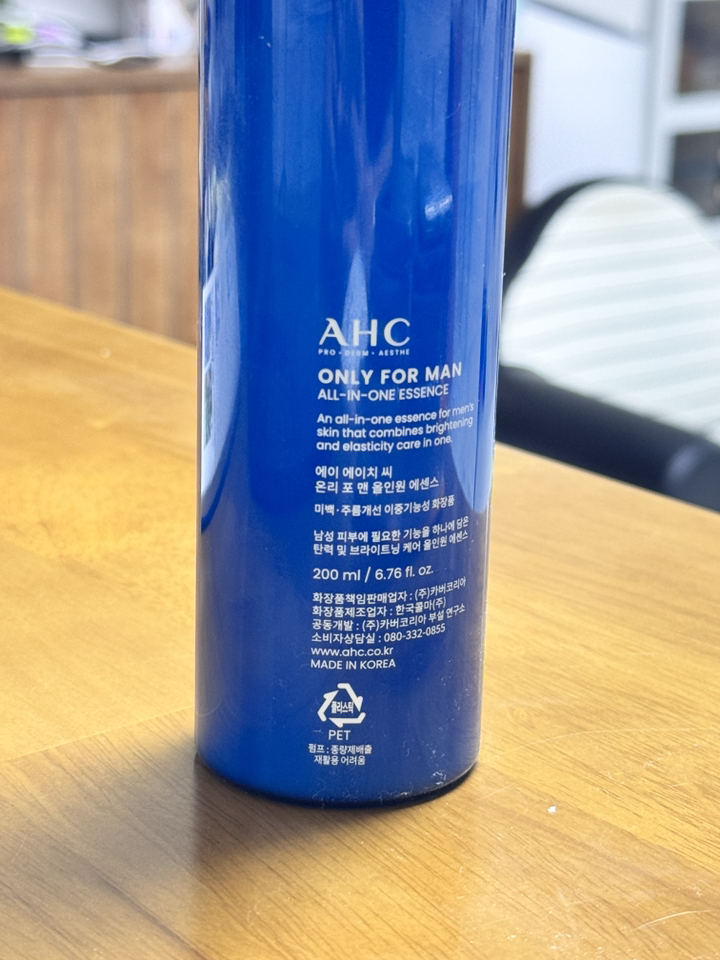 AHC
PRO • DERM • AESTHE
ONLY FOR MAN
ALL-IN-ONE ESSENCE
An all-in-one essence for men's
skin that combines brightening
and elasticity care in one.
에이 에이치 씨
온리 포 맨 올인원 에센스
미백·주름개선 이중기능성 화장품
남성 피부에 필요한 기능을 하나에 담은
탄력 및 브라이트닝 케어 올인원 에센스
200 ml / 6.76 fl. oz.
화장품책임판매업자 : (주)카버코리아
화장품제조업자 : 한국콜마(주)
공동개발 : (주)카버코리아 부설 연구소
소비자상담실 : 080-332-0855
www.ahc.co.kr
MADE IN KOREA
플라스틱
PET
펌프 : 종량제배출
재활용 어려움